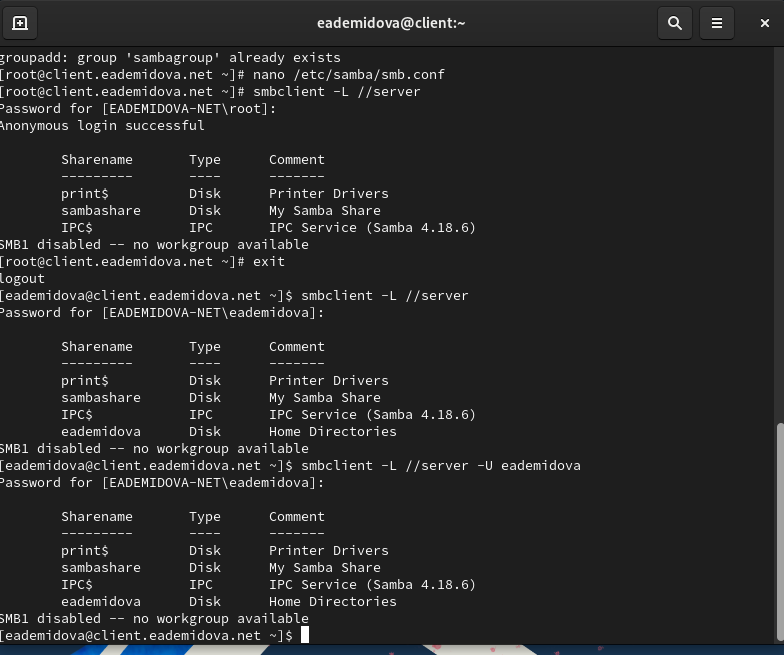 eademidova@client:~
groupadd: group 'sambagroup' already exists
[root@client.eademidova.net ~]# nano /etc/samba/smb.conf
[root@client.eademidova.net ~]# smbclient -L //server
Password for [EADEMIDOVA-NET\root]:
Anonymous login successful
Sharename Type Comment
--------- ---- -------
print$ Disk Printer Drivers
sambashare Disk My Samba Share
IPC$ IPC IPC Service (Samba 4.18.6)
SMB1 disabled -- no workgroup available
[root@client.eademidova.net ~]# exit
logout
[eademidova@client.eademidova.net ~]$ smbclient -L //server
Password for [EADEMIDOVA-NET\eademidova]:
Sharename Type Comment
--------- ---- -------
print$ Disk Printer Drivers
sambashare Disk My Samba Share
IPC$ IPC IPC Service (Samba 4.18.6)
eademidova Disk Home Directories
SMB1 disabled -- no workgroup available
[eademidova@client.eademidova.net ~]$ smbclient -L //server -U eademidova
Password for [EADEMIDOVA-NET\eademidova]:
Sharename Type Comment
--------- ---- -------
print$ Disk Printer Drivers
sambashare Disk My Samba Share
IPC$ IPC IPC Service (Samba 4.18.6)
eademidova Disk Home Directories
SMB1 disabled -- no workgroup available
[eademidova@client.eademidova.net ~]$